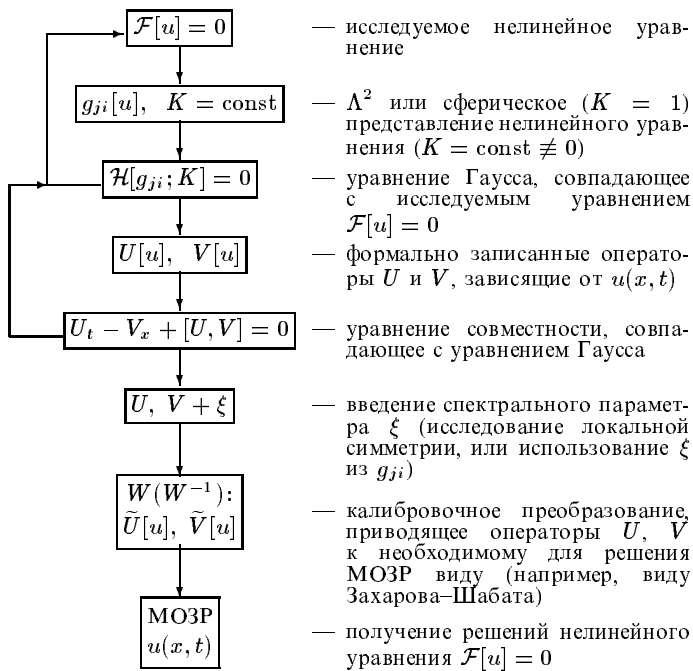 𝓕[u] = 0
— исследуемое нелинейное урав-
нение
g_{ji}[u], K = const
— Λ² или сферическое (K = 1)
представление нелинейного урав-
нения (K = const ≢ 0)
𝓗[g_{ji}; K] = 0
— уравнение Гаусса, совпадающее
с исследуемым уравнением
𝓕[u] = 0
U[u], V[u]
— формально записанные операто-
ры U и V, зависящие от u(x, t)
U_t − V_x + [U, V] = 0
— уравнение совместности, совпа-
дающее с уравнением Гаусса
U, V + ξ
— введение спектрального парамет-
ра ξ (исследование локальной
симметрии, или использование ξ
из g_{ji})
W(W⁻¹):
Ũ[u], Ṽ[u]
— калибровочное преобразование,
приводящее операторы U, V
к необходимому для решения
МОЗР виду (например, виду
Захарова–Шабата)
МОЗР
u(x, t)
— получение решений нелинейного
уравнения 𝓕[u] = 0